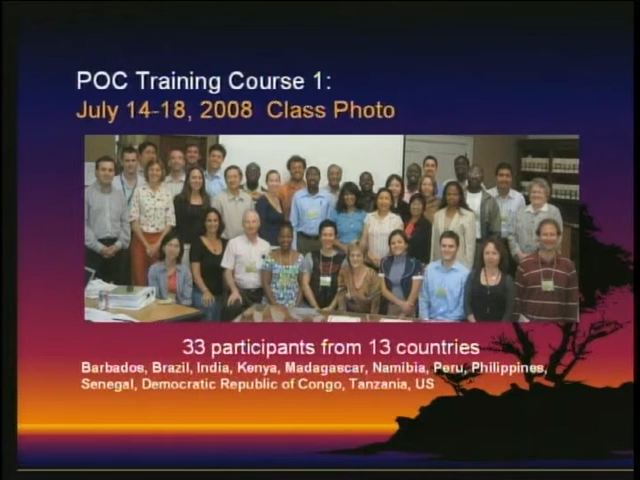 POC Training Course 1:
July 14-18, 2008 Class Photo
33 participants from 13 countries
Barbados, Brazil, India, Kenya, Madagascar, Namibia, Peru, Philippines,
Senegal, Democratic Republic of Congo, Tanzania, US